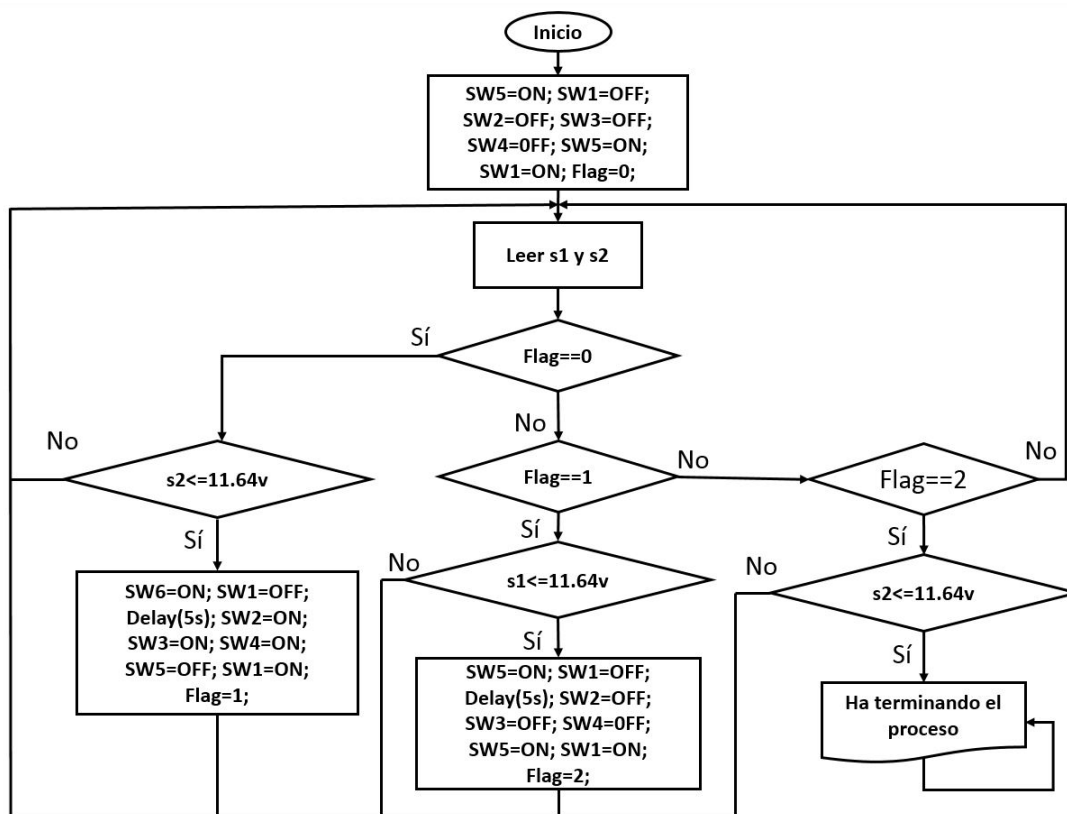 Inicio
SW5=ON; SW1=OFF;
SW2=OFF; SW3=OFF;
SW4=0FF; SW5=ON;
SW1=ON; Flag=0;
Leer s1 y s2
Sí
Flag==0
No
No
s2<=11.64v
Flag==1
No
Flag==2
No
Sí
SW6=ON; SW1=OFF;
Delay(5s); SW2=ON;
SW3=ON; SW4=ON;
SW5=OFF; SW1=ON;
Flag=1;
Sí
No
s1<=11.64v
Sí
SW5=ON; SW1=OFF;
Delay(5s); SW2=OFF;
SW3=OFF; SW4=0FF;
SW5=ON; SW1=ON;
Flag=2;
Sí
No
s2<=11.64v
Sí
Ha terminando el
proceso